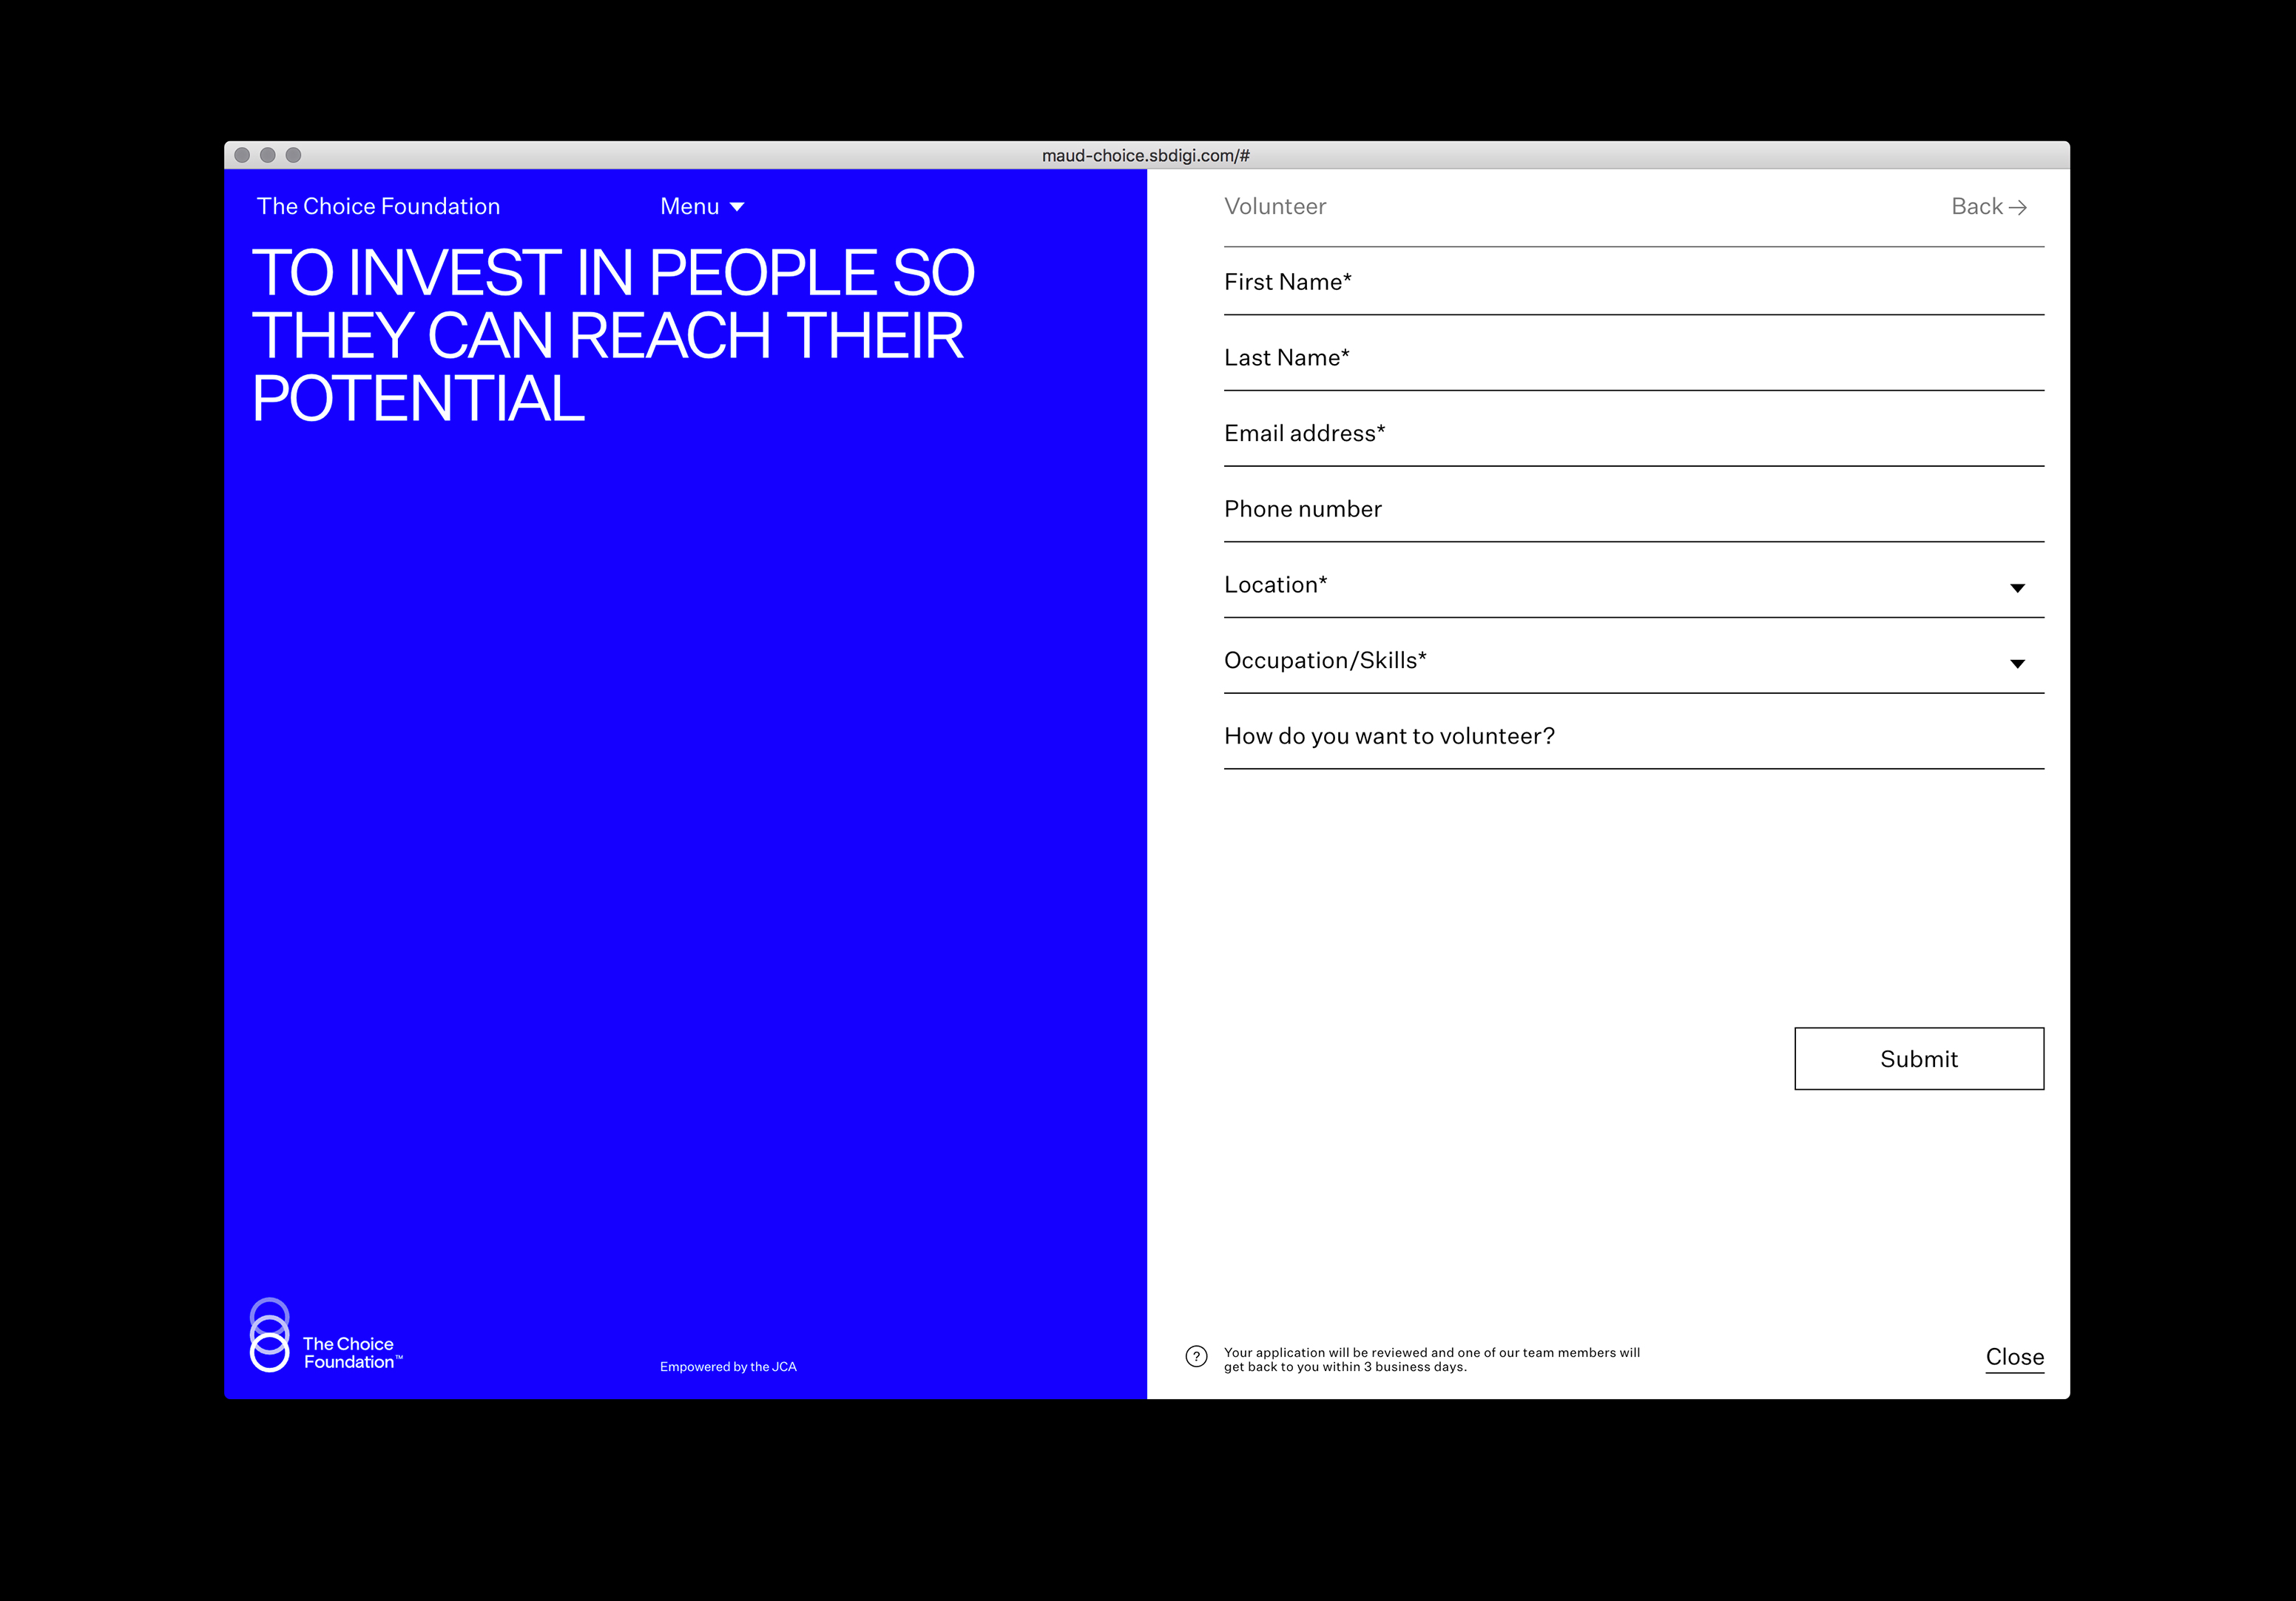 maud-choice.sbdigi.com/#
The Choice Foundation
Menu
TO INVEST IN PEOPLE SO
THEY CAN REACH THEIR
POTENTIAL
The Choice
Foundation™
Empowered by the JCA
Volunteer
Back →
First Name*
Last Name*
Email address*
Phone number
Location*
Occupation/Skills*
How do you want to volunteer?
Submit
?
Your application will be reviewed and one of our team members will
get back to you within 3 business days.
Close